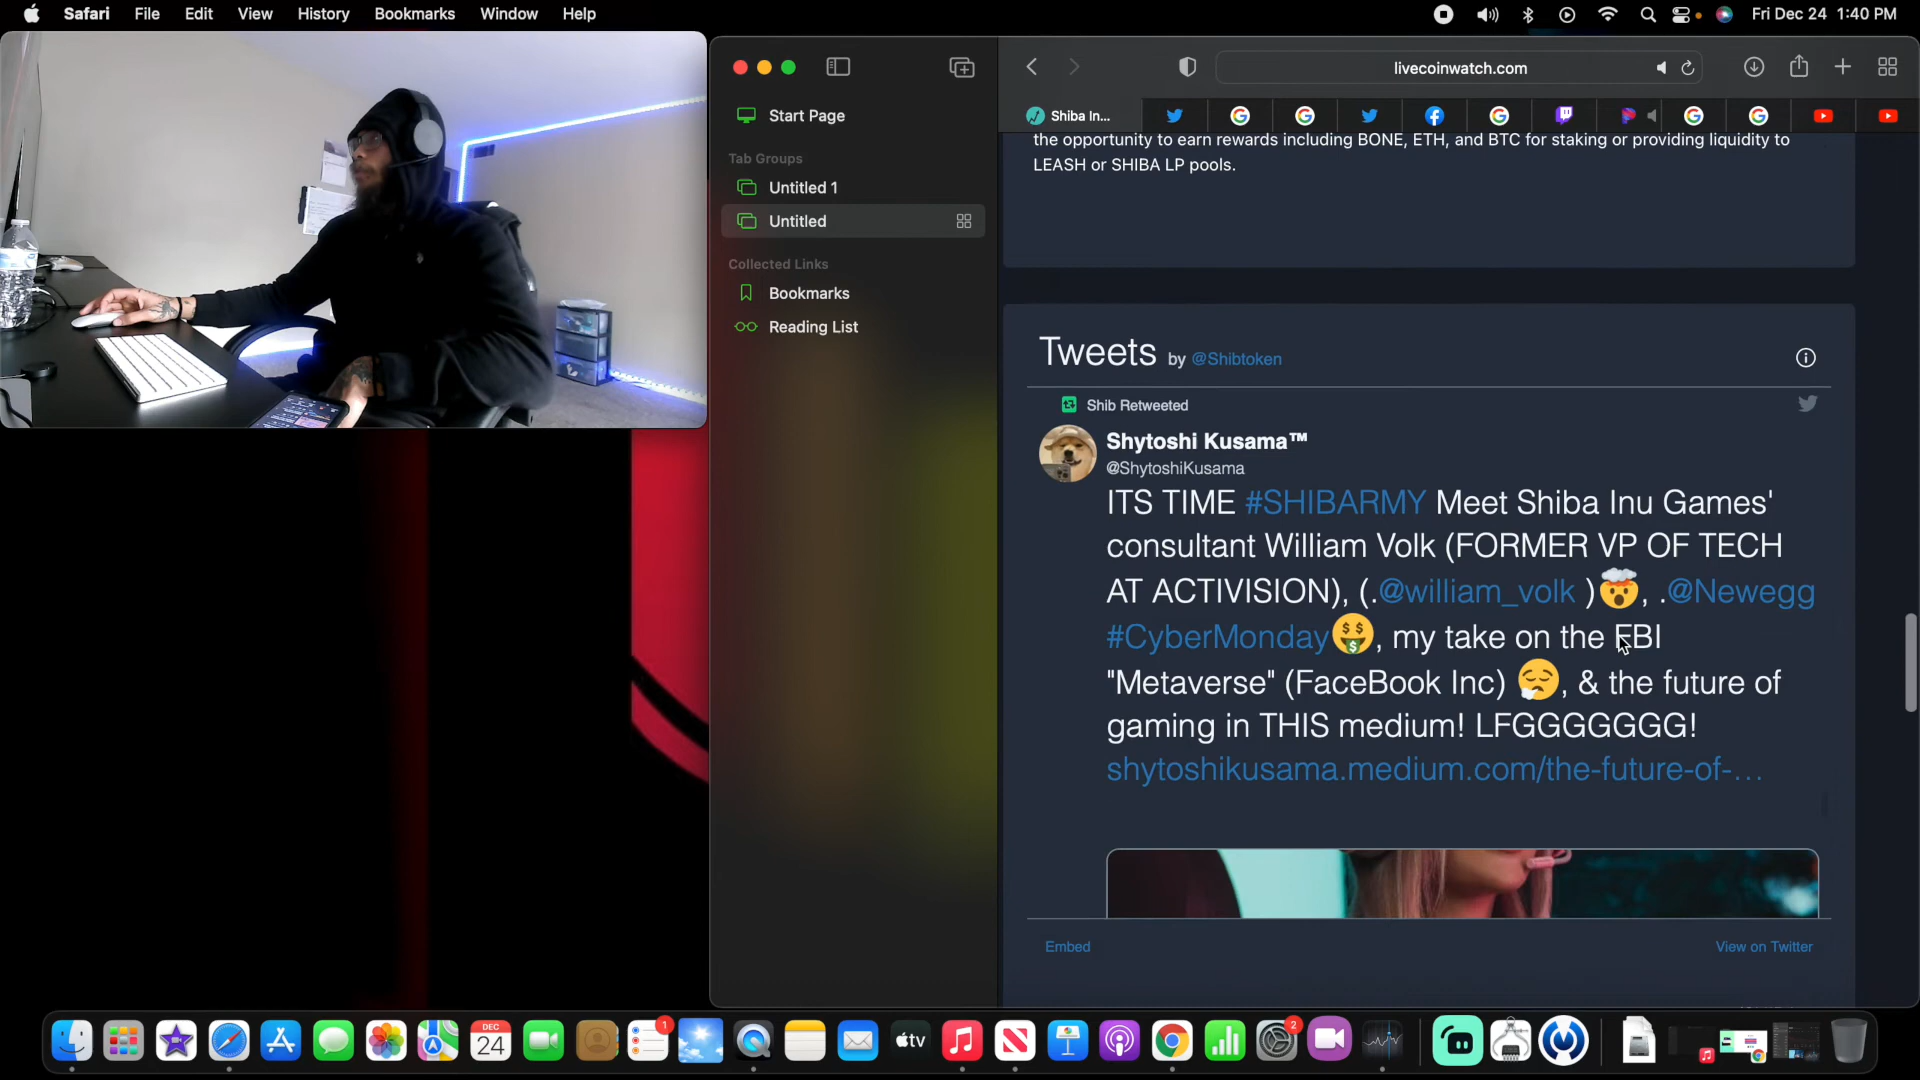 Safari File Edit View History Bookmarks Window Help
Fri Dec 24 1:40 PM
livecoinwatch.com
Start Page
Tab Groups
Untitled 1
Untitled
Collected Links
Bookmarks
Reading List
Shiba In...
the opportunity to earn rewards including BONE, ETH, and BTC for staking or providing liquidity to
LEASH or SHIBA LP pools.
Tweets by @Shibtoken
Shib Retweeted
Shytoshi Kusama™
@ShytoshiKusama
ITS TIME #SHIBARMY Meet Shiba Inu Games'
consultant William Volk (FORMER VP OF TECH
AT ACTIVISION), (.@william_volk )🤯, .@Newegg
#CyberMonday🤑, my take on the FBI
"Metaverse" (FaceBook Inc) 😮‍💨, & the future of
gaming in THIS medium! LFGGGGGGG!
shytoshikusama.medium.com/the-future-of-…
Embed
View on Twitter
DEC
24
1
tv
2